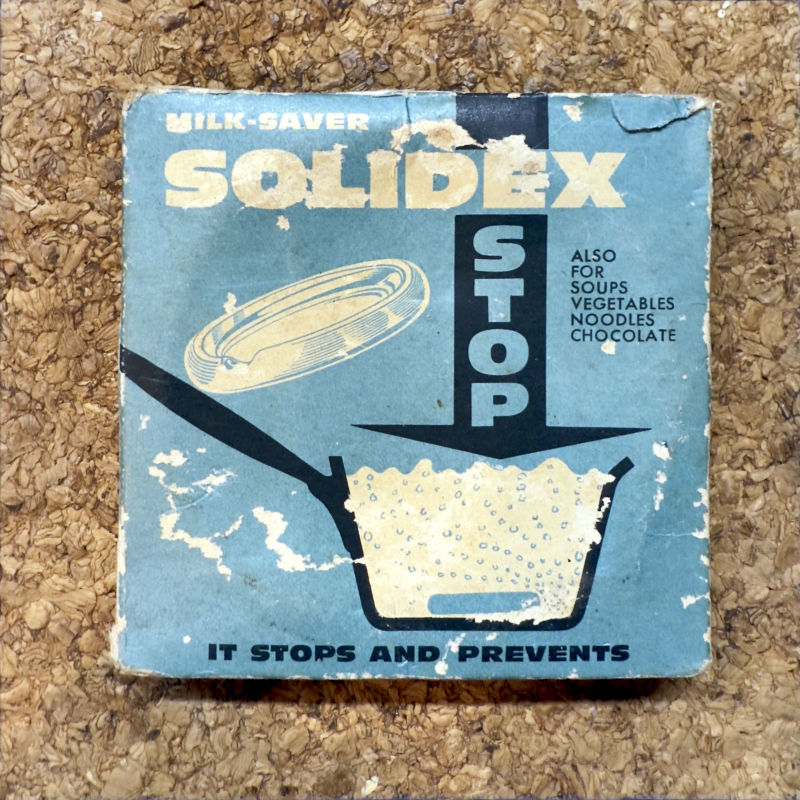 MILK-SAVER
SOLIDEX
STOP
ALSO
FOR
SOUPS
VEGETABLES
NOODLES
CHOCOLATE
IT STOPS AND PREVENTS